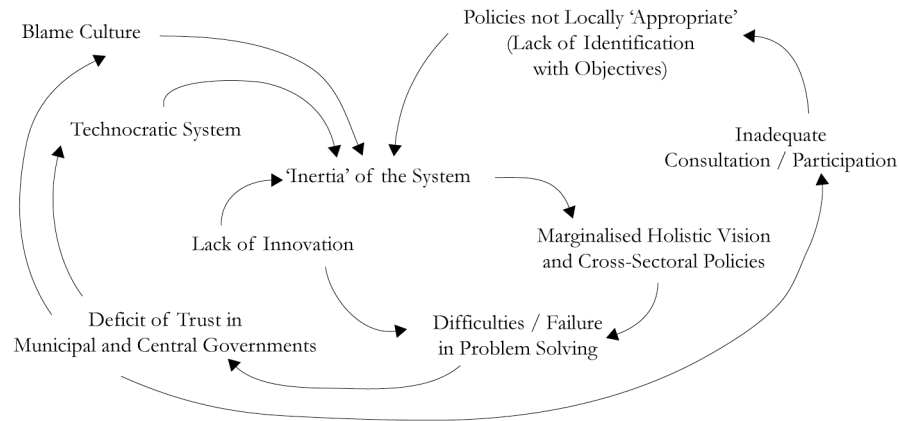 Blame Culture
Policies not Locally ‘Appropriate’
(Lack of Identification
with Objectives)
Technocratic System
Inadequate
Consultation / Participation
‘Inertia’ of the System
Lack of Innovation
Marginalised Holistic Vision
and Cross-Sectoral Policies
Deficit of Trust in
Municipal and Central Governments
Difficulties / Failure
in Problem Solving